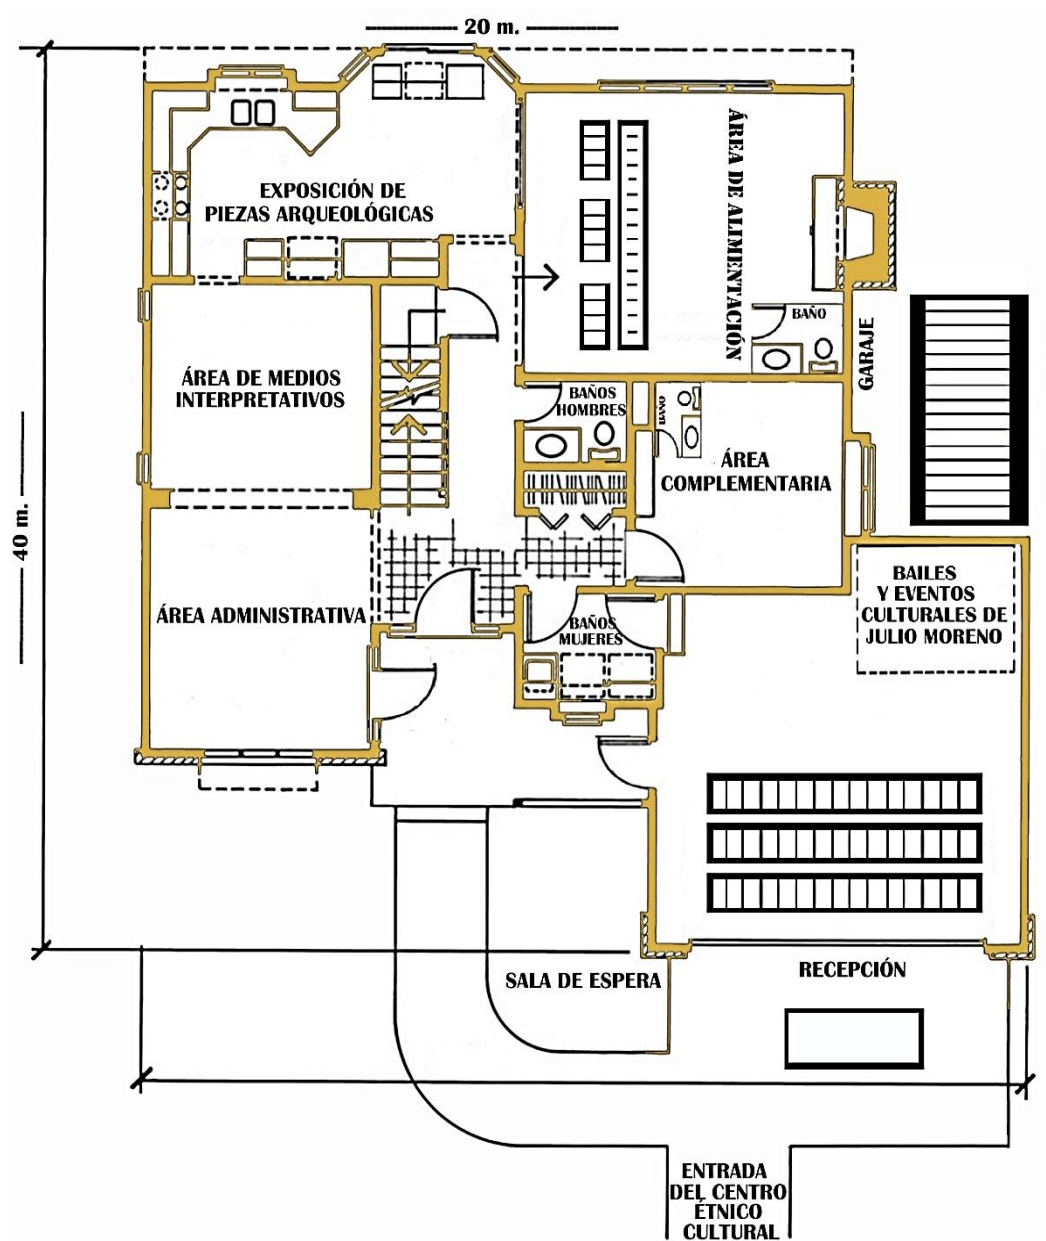 20 m.
EXPOSICIÓN DE
PIEZAS ARQUEOLÓGICAS
ÁREA DE ALIMENTACIÓN
BAÑO
GARAJE
ÁREA DE MEDIOS
INTERPRETATIVOS
BAÑOS
HOMBRES
BAÑO
ÁREA
COMPLEMENTARIA
40 m.
ÁREA ADMINISTRATIVA
BAÑOS
MUJERES
BAILES
Y EVENTOS
CULTURALES DE
JULIO MORENO
SALA DE ESPERA
RECEPCIÓN
ENTRADA
DEL CENTRO
ÉTNICO
CULTURAL